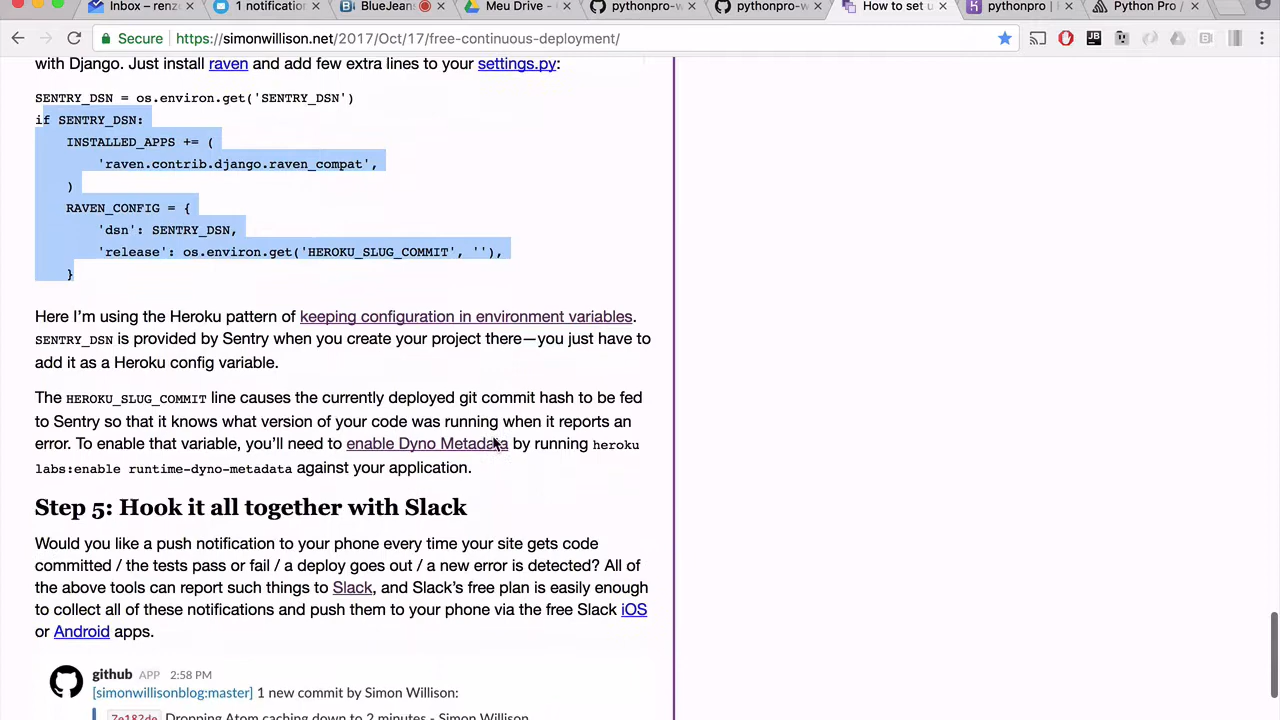 Inbox – renz
1 notification
BlueJeans
Meu Drive -
pythonpro-w
pythonpro-w
How to set u
pythonpro |
Python Pro /
Secure https://simonwillison.net/2017/Oct/17/free-continuous-deployment/
with Django. Just install raven and add few extra lines to your settings.py:
SENTRY_DSN = os.environ.get('SENTRY_DSN')
if SENTRY_DSN:
INSTALLED_APPS += (
'raven.contrib.django.raven_compat',
)
RAVEN_CONFIG = {
'dsn': SENTRY_DSN,
'release': os.environ.get('HEROKU_SLUG_COMMIT', ''),
}
Here I’m using the Heroku pattern of keeping configuration in environment variables.
SENTRY_DSN is provided by Sentry when you create your project there—you just have to
add it as a Heroku config variable.
The HEROKU_SLUG_COMMIT line causes the currently deployed git commit hash to be fed
to Sentry so that it knows what version of your code was running when it reports an
error. To enable that variable, you’ll need to enable Dyno Metadata by running heroku
labs:enable runtime-dyno-metadata against your application.
Step 5: Hook it all together with Slack
Would you like a push notification to your phone every time your site gets code
committed / the tests pass or fail / a deploy goes out / a new error is detected? All of
the above tools can report such things to Slack, and Slack’s free plan is easily enough
to collect all of these notifications and push them to your phone via the free Slack iOS
or Android apps.
github APP 2:58 PM
[simonwillisonblog:master] 1 new commit by Simon Willison:
7e182de Dropping Atom caching down to 2 minutes - Simon Willison